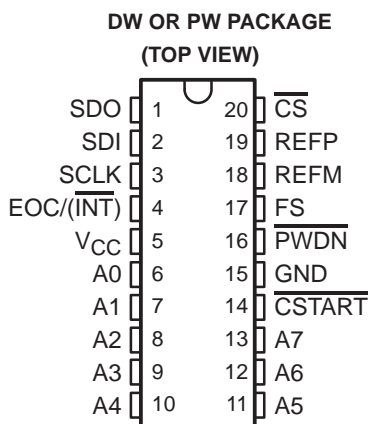 DW OR PW PACKAGE
(TOP VIEW)
SDO 1 20 CS
SDI 2 19 REFP
SCLK 3 18 REFM
EOC/(INT) 4 17 FS
VCC 5 16 PWDN
A0 6 15 GND
A1 7 14 CSTART
A2 8 13 A7
A3 9 12 A6
A4 10 11 A5